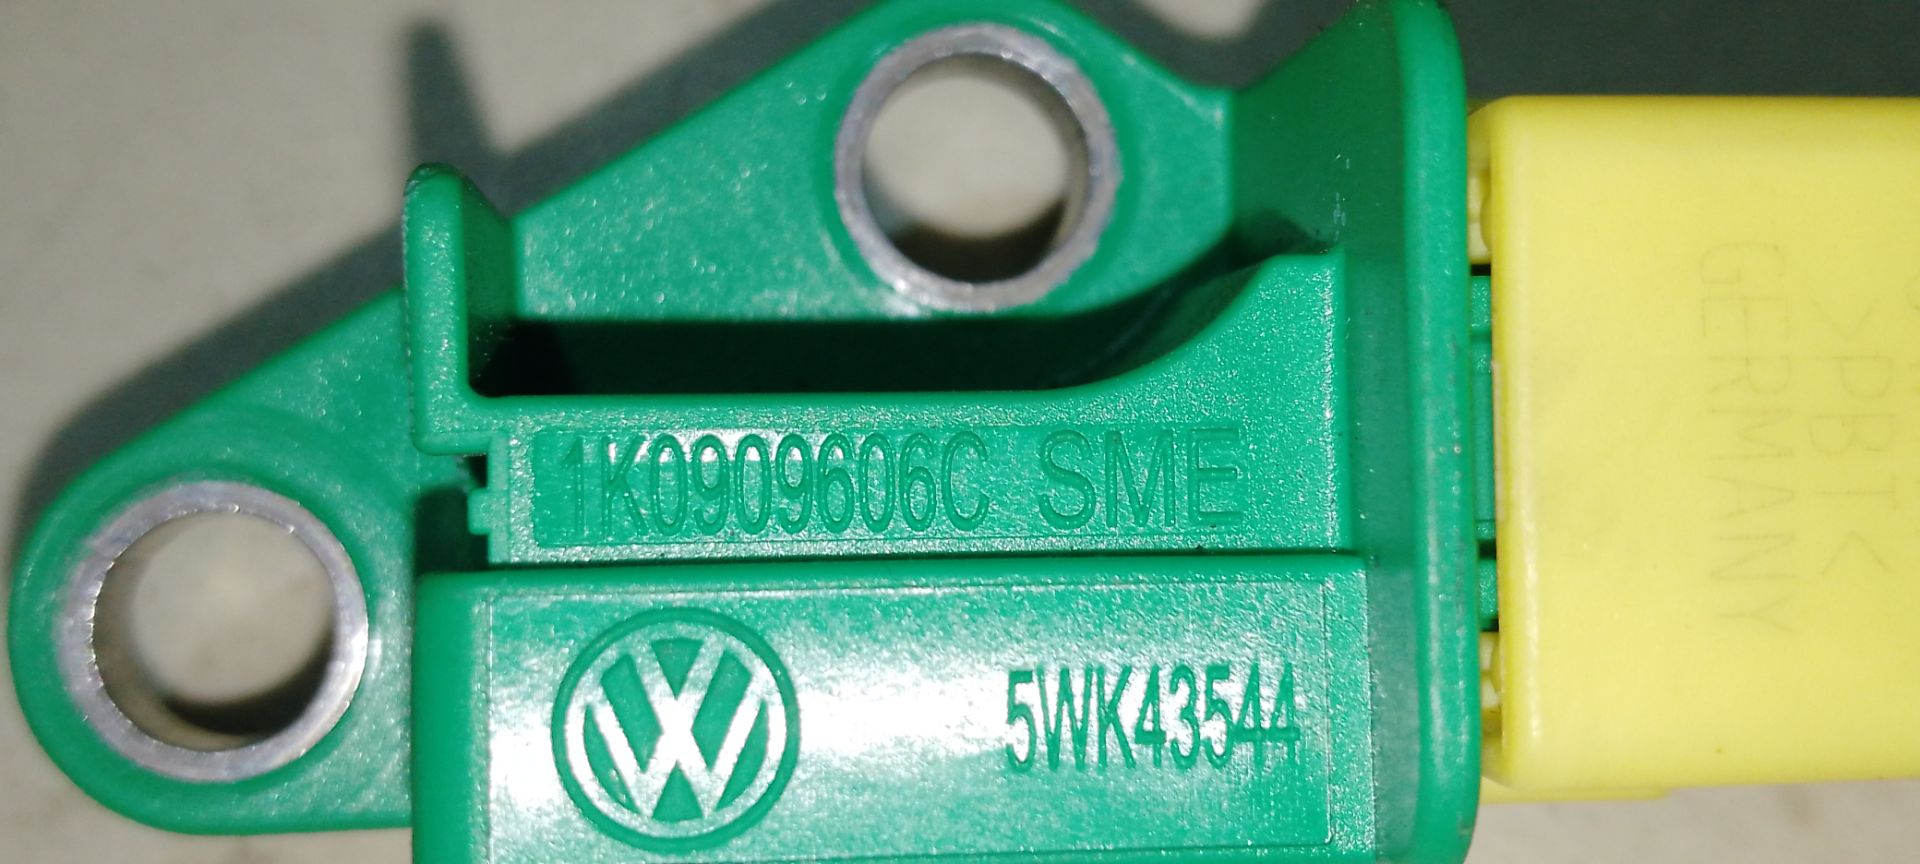 1K0909606C SME
5WK43544
>PBT<
GERMANY